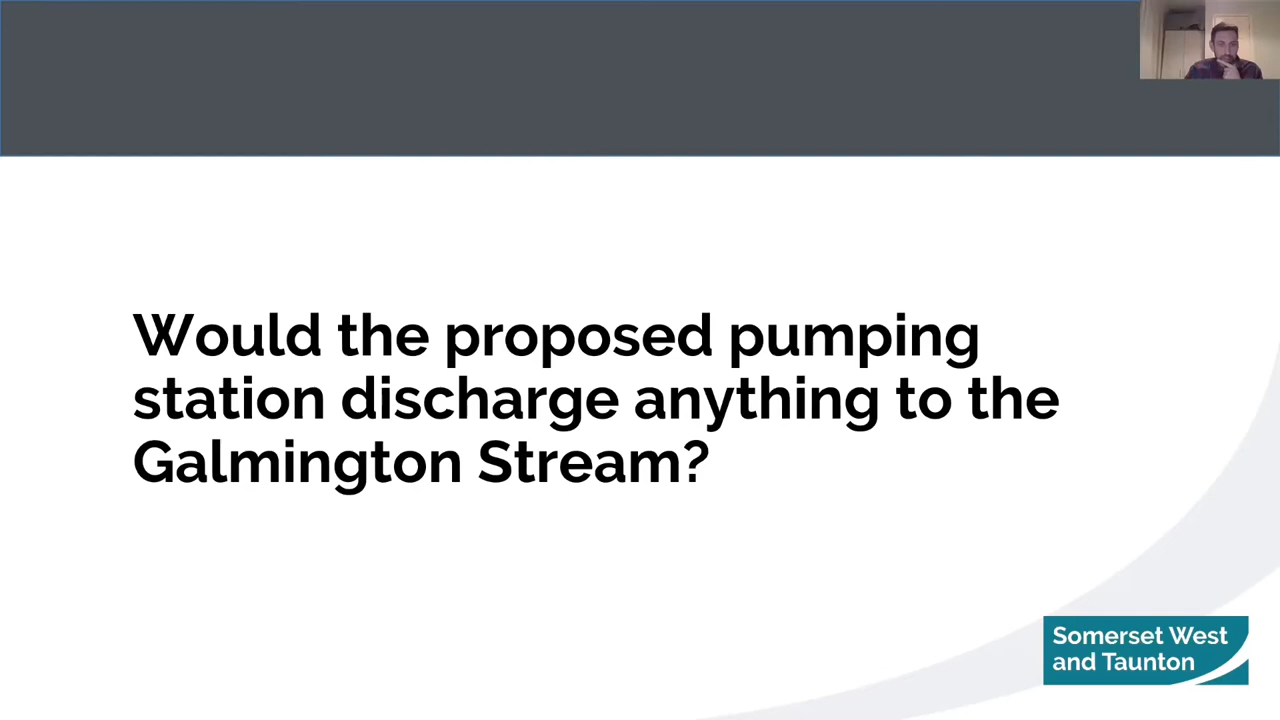 Would the proposed pumping
station discharge anything to the
Galmington Stream?
Somerset West
and Taunton